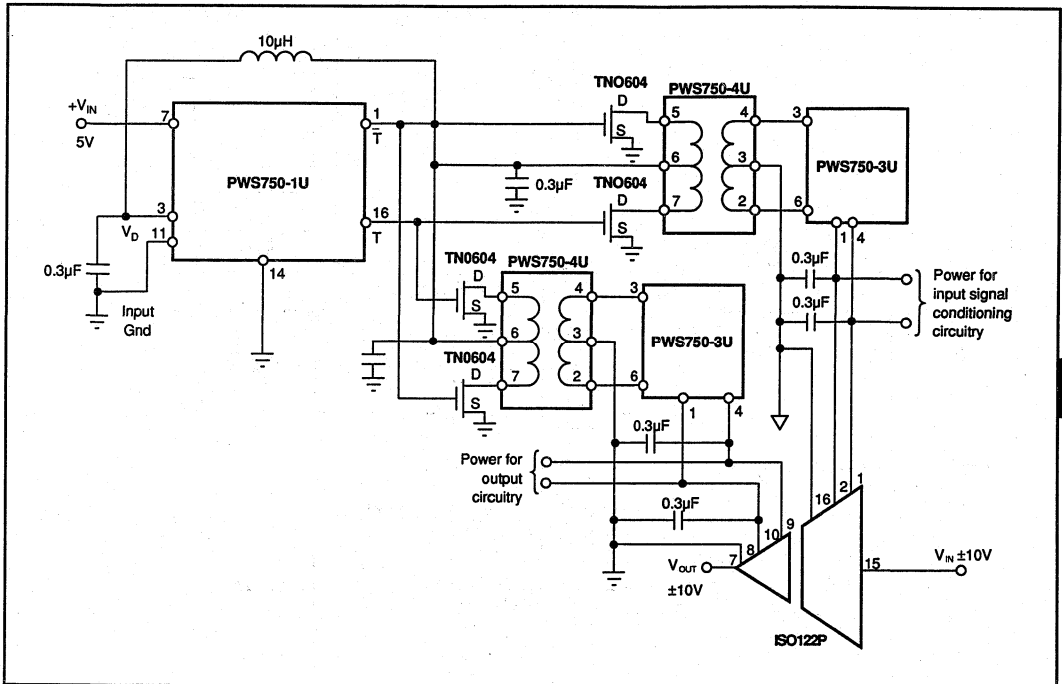 10µH
TNO604
PWS750-4U
+V_IN
5V
7
1
T̄
D
S
5
6
7
4
3
2
3
6
PWS750-3U
1
4
PWS750-1U
0.3µF
TNO604
D
S
3
V_D
11
16
T
14
0.3µF
Input
Gnd
TN0604
D
S
PWS750-4U
5
6
7
4
3
2
3
6
PWS750-3U
1
4
TN0604
D
S
0.3µF
0.3µF
Power for
input signal
conditioning
circuitry
0.3µF
Power for
output
circuitry
0.3µF
16
2
1
10
9
8
7
V_OUT
±10V
15
V_IN ±10V
ISO122P